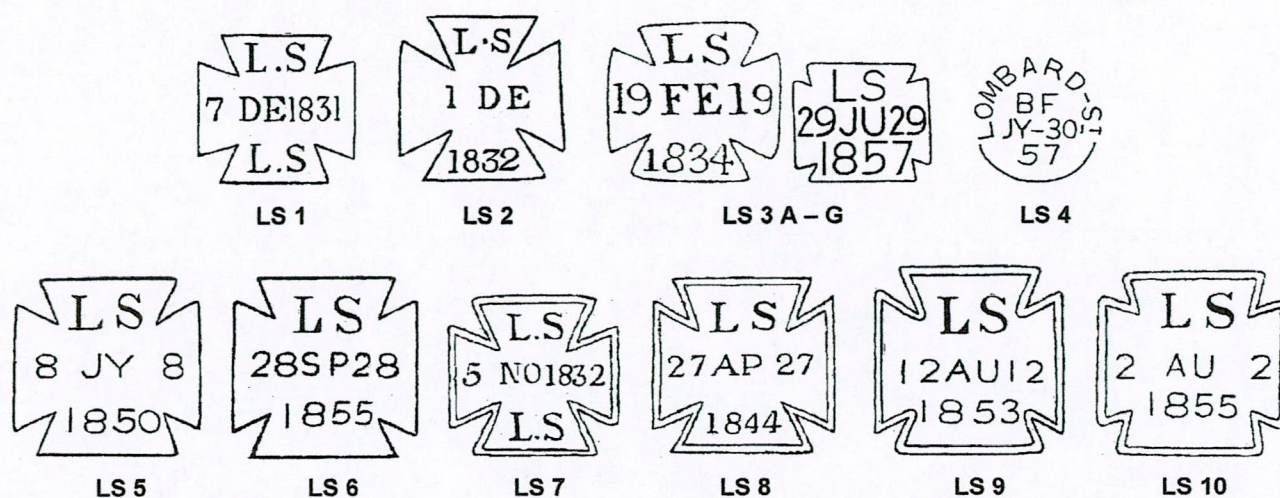 L.S
7 DE1831
L.S
LS 1
L·S
1 DE
1832
LS 2
LS
19FE19
1834
LS
29JU29
1857
LS 3 A – G
LOMBARD-ST
BF
JY-30
57
LS 4
LS
8 JY 8
1850
LS 5
LS
28SP28
1855
LS 6
L.S
5 NO1832
L.S
LS 7
LS
27AP 27
1844
LS 8
LS
12AU12
1853
LS 9
LS
2 AU 2
1855
LS 10